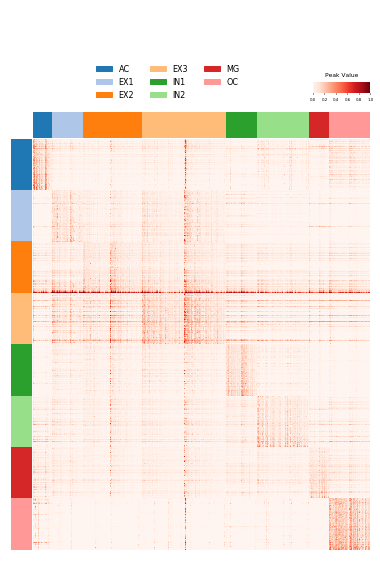 AC EX3 MG
EX1 IN1 OC
EX2 IN2
Peak Value
0.0 0.2 0.4 0.6 0.8 1.0